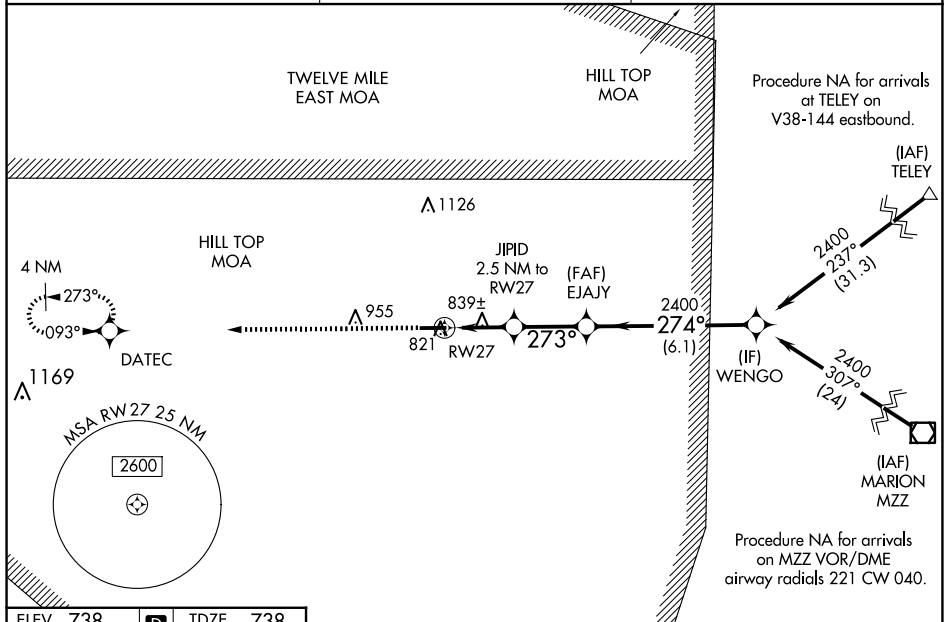 TWELVE MILE
EAST MOA
HILL TOP
MOA
Procedure NA for arrivals
at TELEY on
V38-144 eastbound.
(IAF)
TELEY
1126
HILL TOP
MOA
4 NM
273°
093°
DATEC
1169
955
821
839±
RW27
JIPID
2.5 NM to
RW27
(FAF)
EJAJY
273°
2400
274°
(6.1)
(IF)
WENGO
2400
237°
(31.3)
2400
307°
(24)
(IAF)
MARION
MZZ
MSA RW27 25 NM
2600
Procedure NA for arrivals
on MZZ VOR/DME
airway radials 221 CW 040.
ELEV 738 D TDZE 738